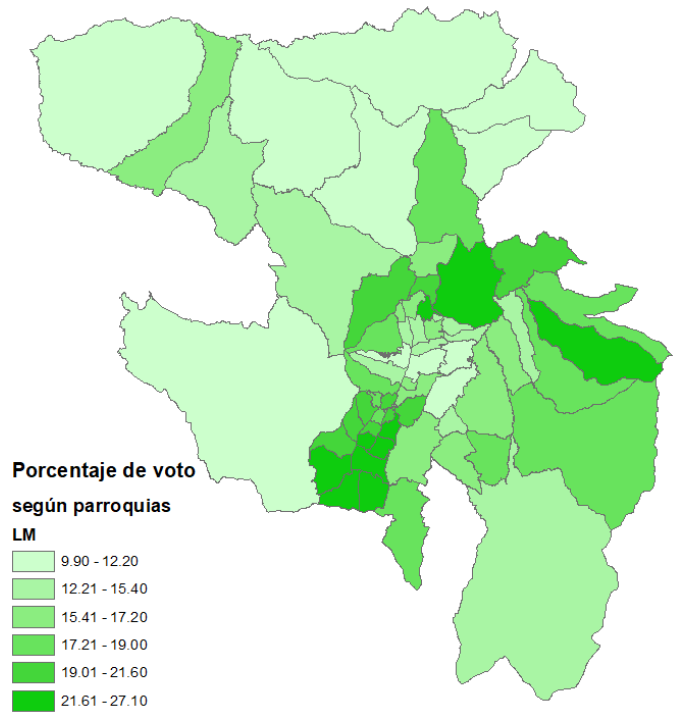 Porcentaje de voto
según parroquias
LM
9.90 - 12.20
12.21 - 15.40
15.41 - 17.20
17.21 - 19.00
19.01 - 21.60
21.61 - 27.10